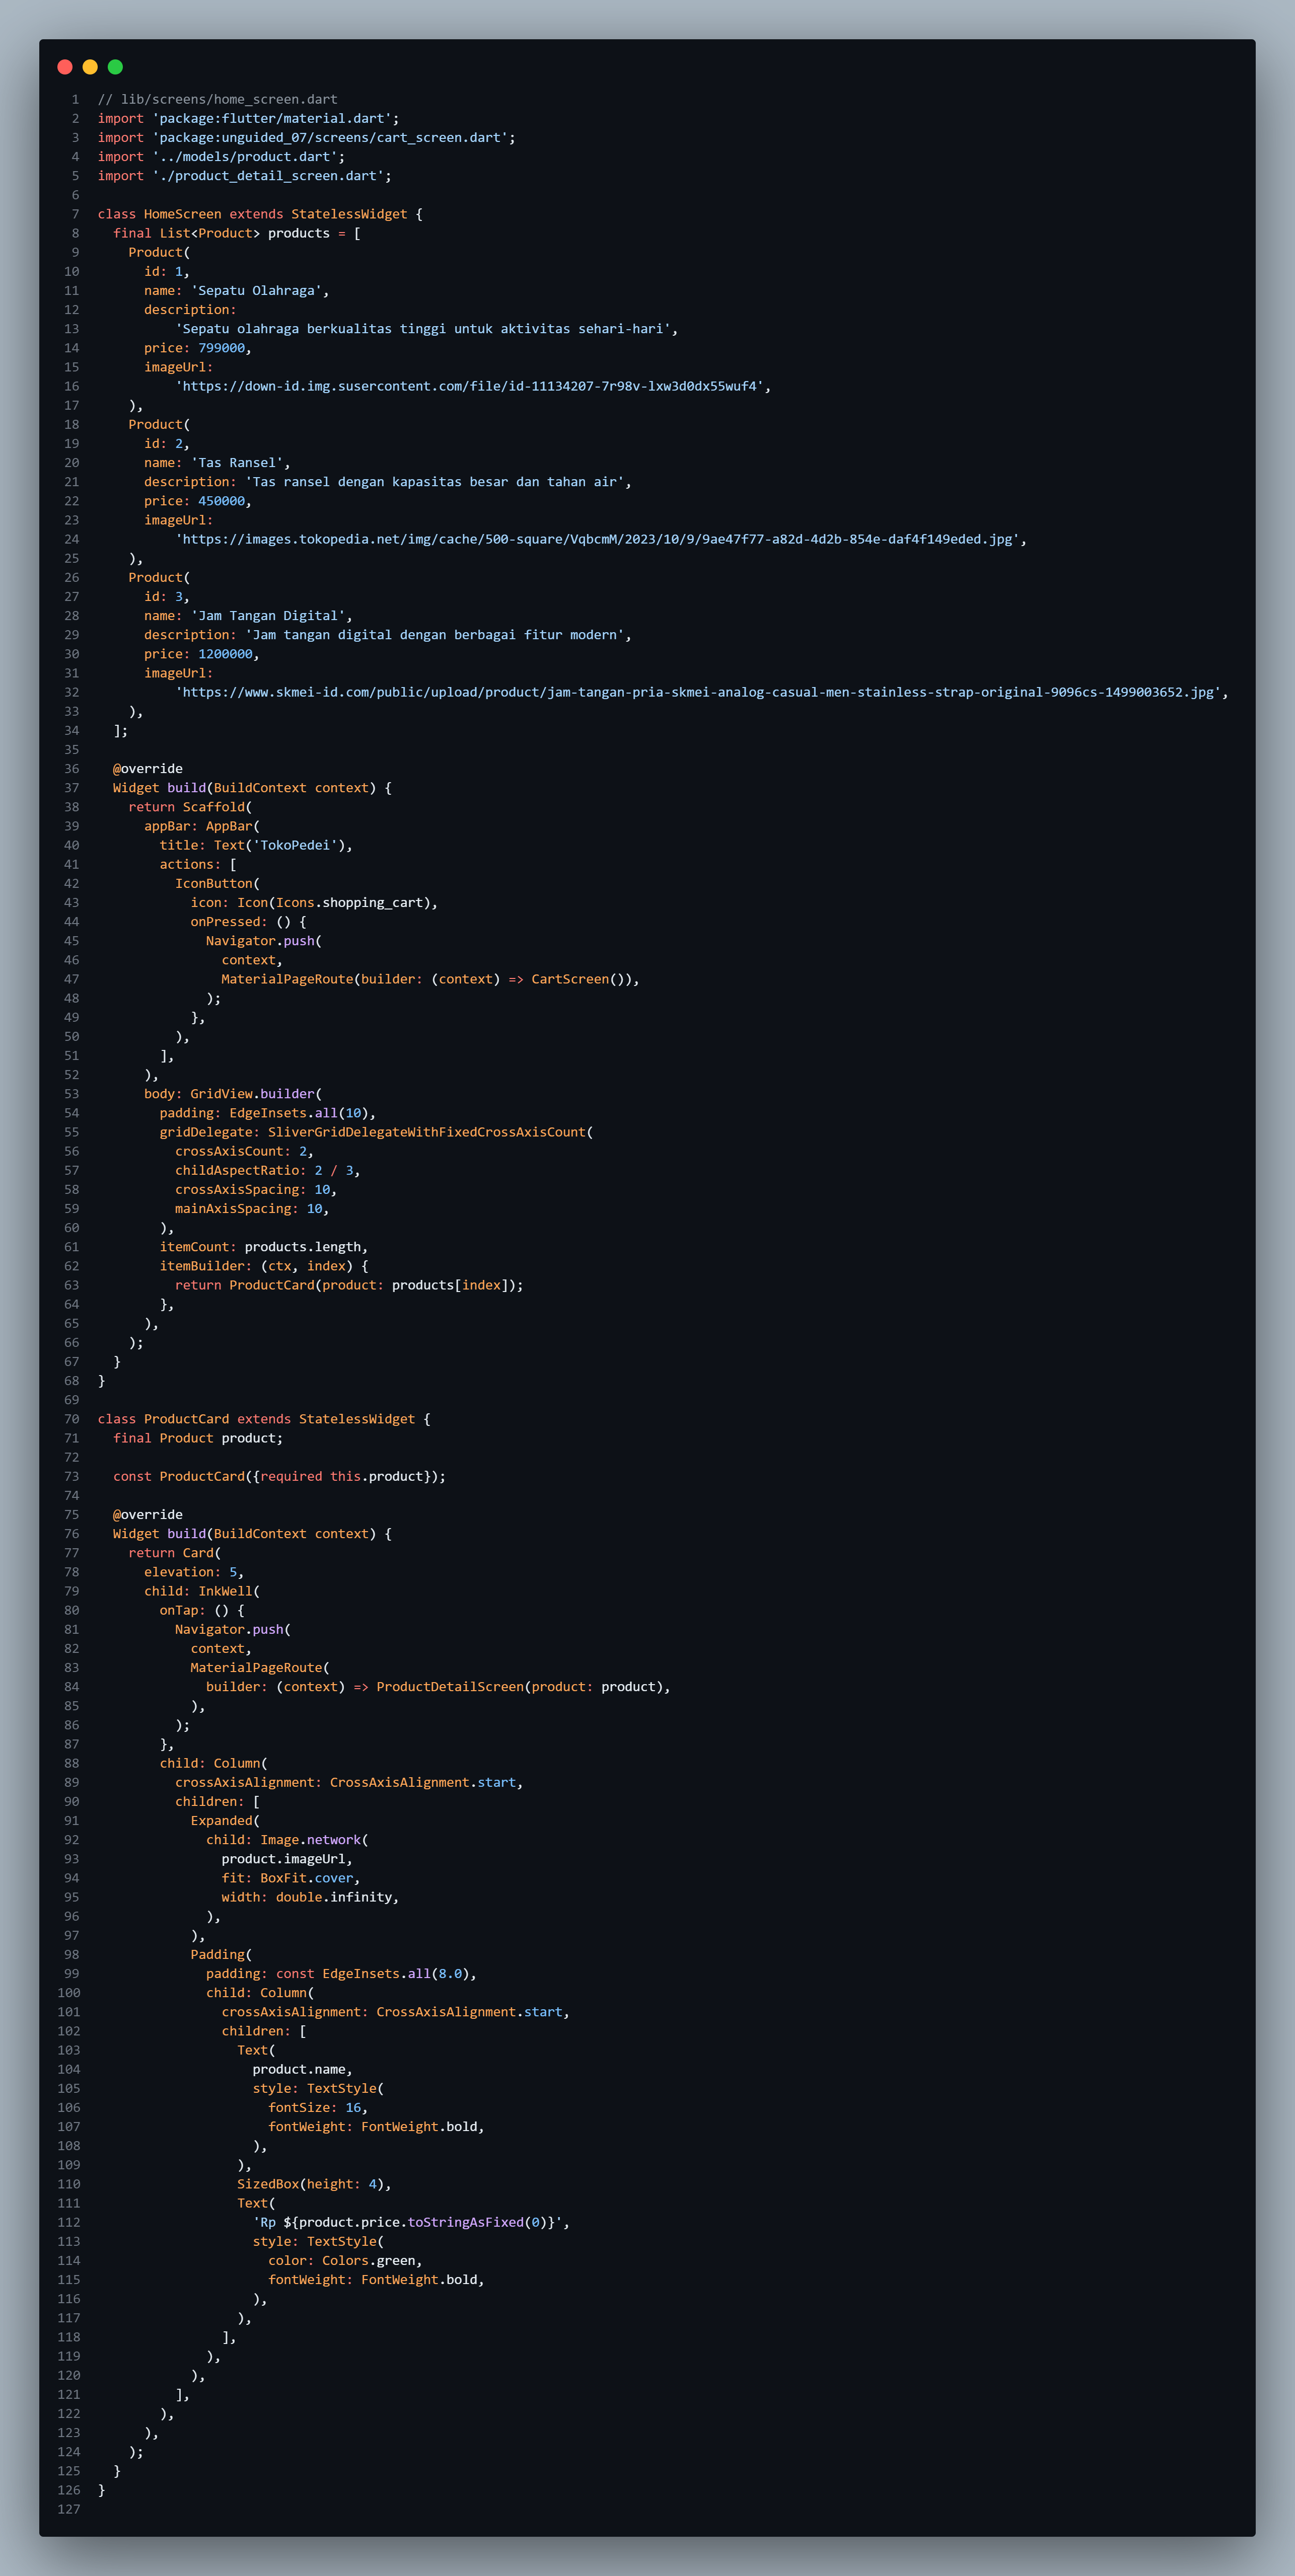 1 // lib/screens/home_screen.dart
2 import 'package:flutter/material.dart';
3 import 'package:unguided_07/screens/cart_screen.dart';
4 import '../models/product.dart';
5 import './product_detail_screen.dart';
6
7 class HomeScreen extends StatelessWidget {
8   final List<Product> products = [
9     Product(
10       id: 1,
11       name: 'Sepatu Olahraga',
12       description:
13           'Sepatu olahraga berkualitas tinggi untuk aktivitas sehari-hari',
14       price: 799000,
15       imageUrl:
16           'https://down-id.img.susercontent.com/file/id-11134207-7r98v-lxw3d0dx55wuf4',
17     ),
18     Product(
19       id: 2,
20       name: 'Tas Ransel',
21       description: 'Tas ransel dengan kapasitas besar dan tahan air',
22       price: 450000,
23       imageUrl:
24           'https://images.tokopedia.net/img/cache/500-square/VqbcmM/2023/10/9/9ae47f77-a82d-4d2b-854e-daf4f149eded.jpg',
25     ),
26     Product(
27       id: 3,
28       name: 'Jam Tangan Digital',
29       description: 'Jam tangan digital dengan berbagai fitur modern',
30       price: 1200000,
31       imageUrl:
32           'https://www.skmei-id.com/public/upload/product/jam-tangan-pria-skmei-analog-casual-men-stainless-strap-original-9096cs-1499003652.jpg',
33     ),
34   ];
35
36   @override
37   Widget build(BuildContext context) {
38     return Scaffold(
39       appBar: AppBar(
40         title: Text('TokoPedei'),
41         actions: [
42           IconButton(
43             icon: Icon(Icons.shopping_cart),
44             onPressed: () {
45               Navigator.push(
46                 context,
47                 MaterialPageRoute(builder: (context) => CartScreen()),
48               );
49             },
50           ),
51         ],
52       ),
53       body: GridView.builder(
54         padding: EdgeInsets.all(10),
55         gridDelegate: SliverGridDelegateWithFixedCrossAxisCount(
56           crossAxisCount: 2,
57           childAspectRatio: 2 / 3,
58           crossAxisSpacing: 10,
59           mainAxisSpacing: 10,
60         ),
61         itemCount: products.length,
62         itemBuilder: (ctx, index) {
63           return ProductCard(product: products[index]);
64         },
65       ),
66     );
67   }
68 }
69
70 class ProductCard extends StatelessWidget {
71   final Product product;
72
73   const ProductCard({required this.product});
74
75   @override
76   Widget build(BuildContext context) {
77     return Card(
78       elevation: 5,
79       child: InkWell(
80         onTap: () {
81           Navigator.push(
82             context,
83             MaterialPageRoute(
84               builder: (context) => ProductDetailScreen(product: product),
85             ),
86           );
87         },
88         child: Column(
89           crossAxisAlignment: CrossAxisAlignment.start,
90           children: [
91             Expanded(
92               child: Image.network(
93                 product.imageUrl,
94                 fit: BoxFit.cover,
95                 width: double.infinity,
96               ),
97             ),
98             Padding(
99               padding: const EdgeInsets.all(8.0),
100               child: Column(
101                 crossAxisAlignment: CrossAxisAlignment.start,
102                 children: [
103                   Text(
104                     product.name,
105                     style: TextStyle(
106                       fontSize: 16,
107                       fontWeight: FontWeight.bold,
108                     ),
109                   ),
110                   SizedBox(height: 4),
111                   Text(
112                     'Rp ${product.price.toStringAsFixed(0)}',
113                     style: TextStyle(
114                       color: Colors.green,
115                       fontWeight: FontWeight.bold,
116                     ),
117                   ),
118                 ],
119               ),
120             ),
121           ],
122         ),
123       ),
124     );
125   }
126 }
127